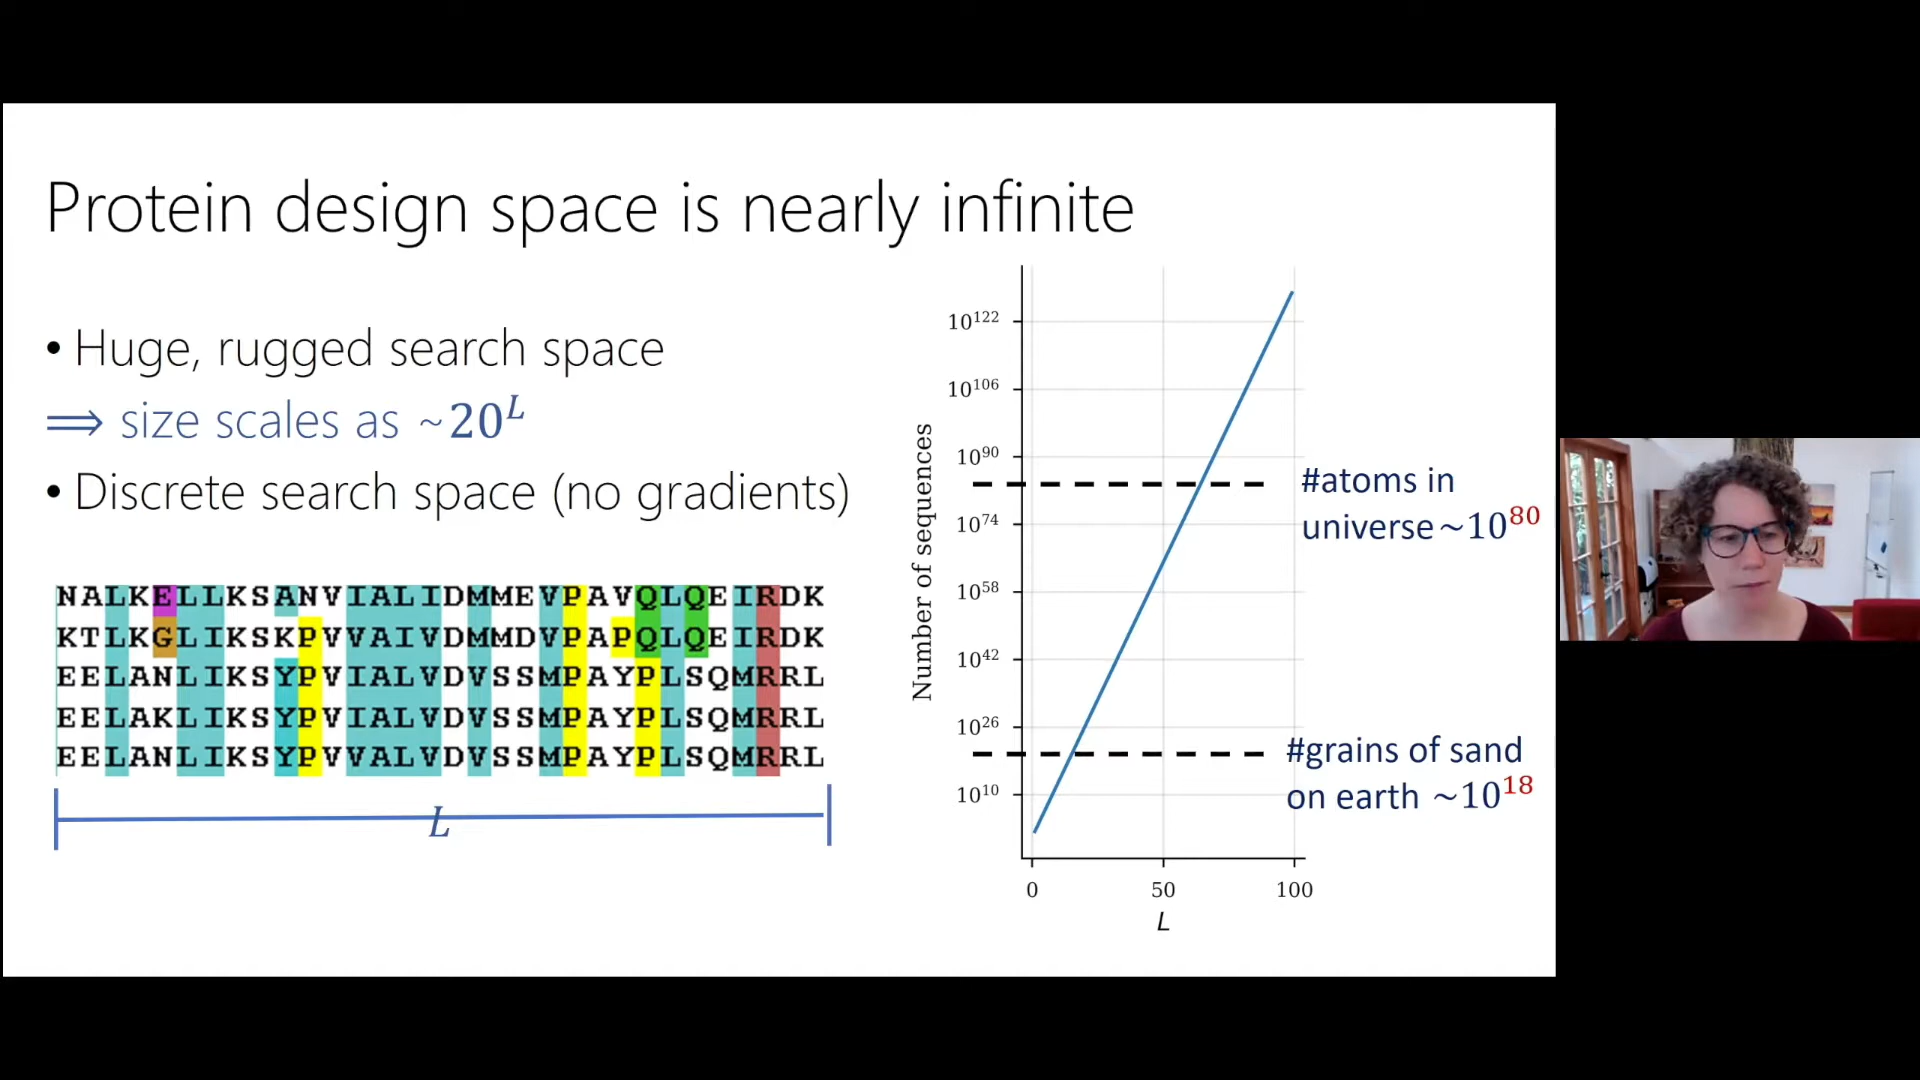 Protein design space is nearly infinite
• Huge, rugged search space
⟹ size scales as ~20^L
• Discrete search space (no gradients)
NALKELLKSANVIALIDMMEVPAVQLQEIRDK
KTLKGLIKSKPVVAIVDMMDVPAPQLQEIRDK
EELANLIKSYPVIALVDVSSMPAYPLSQMRRL
EELAKLIKSYPVIALVDVSSMPAYPLSQMRRL
EELANLIKSYPVVALVDVSSMPAYPLSQMRRL
L
Number of sequences
10^122
10^106
10^90
10^74
10^58
10^42
10^26
10^10
0 50 100
L
#atoms in
universe~10^80
#grains of sand
on earth ~10^18